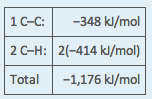 1 C–C: −348 kJ/mol
2 C–H: 2(−414 kJ/mol)
Total −1,176 kJ/mol